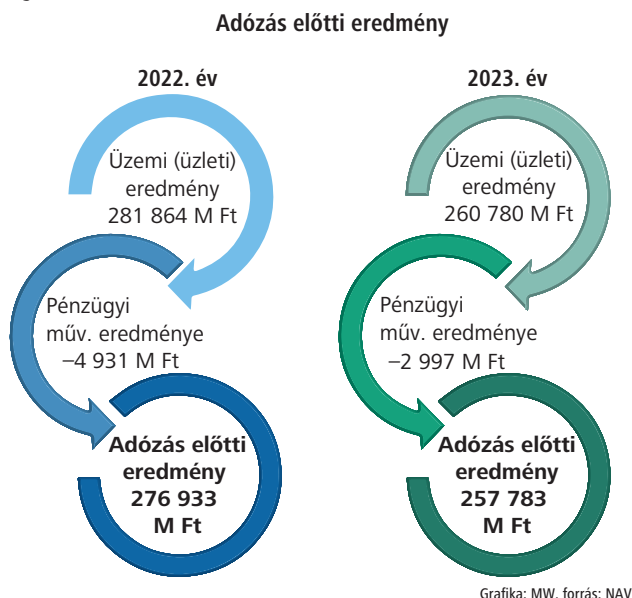 Adózás előtti eredmény
2022. év
Üzemi (üzleti)
eredmény
281 864 M Ft
Pénzügyi
műv. eredménye
–4 931 M Ft
Adózás előtti
eredmény
276 933
M Ft
2023. év
Üzemi (üzleti)
eredmény
260 780 M Ft
Pénzügyi
műv. eredménye
–2 997 M Ft
Adózás előtti
eredmény
257 783
M Ft
Grafika: MW, forrás: NAV